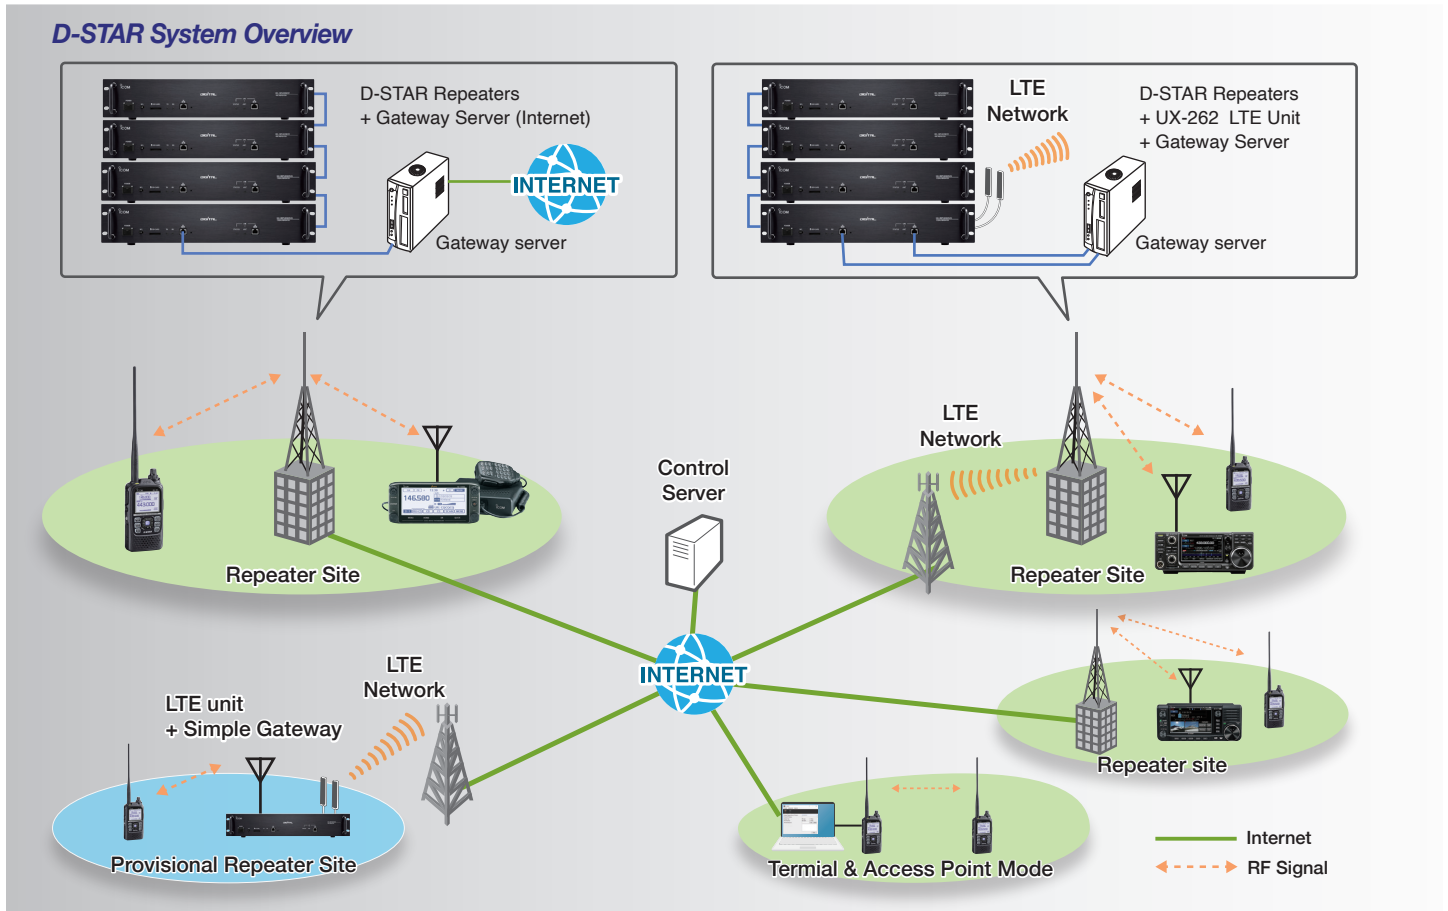 D-STAR System Overview
D-STAR Repeaters
+ Gateway Server (Internet)
INTERNET
Gateway server
LTE
Network
D-STAR Repeaters
+ UX-262 LTE Unit
+ Gateway Server
Gateway server
LTE
Network
Control
Server
146.580
Repeater Site
Repeater Site
INTERNET
LTE
Network
LTE unit
+ Simple Gateway
Repeater site
Provisional Repeater Site
Termial & Access Point Mode
Internet
RF Signal